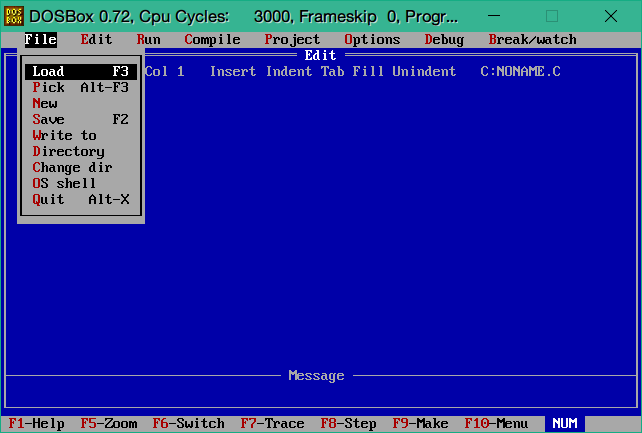 DOSBox 0.72, Cpu Cycles: 3000, Frameskip 0, Progr...
File Edit Run Compile Project Options Debug Break/watch
Edit
Col 1 Insert Indent Tab Fill Unindent C:NONAME.C
Load F3
Pick Alt-F3
New
Save F2
Write to
Directory
Change dir
OS shell
Quit Alt-X
Message
F1-Help F5-Zoom F6-Switch F7-Trace F8-Step F9-Make F10-Menu NUM